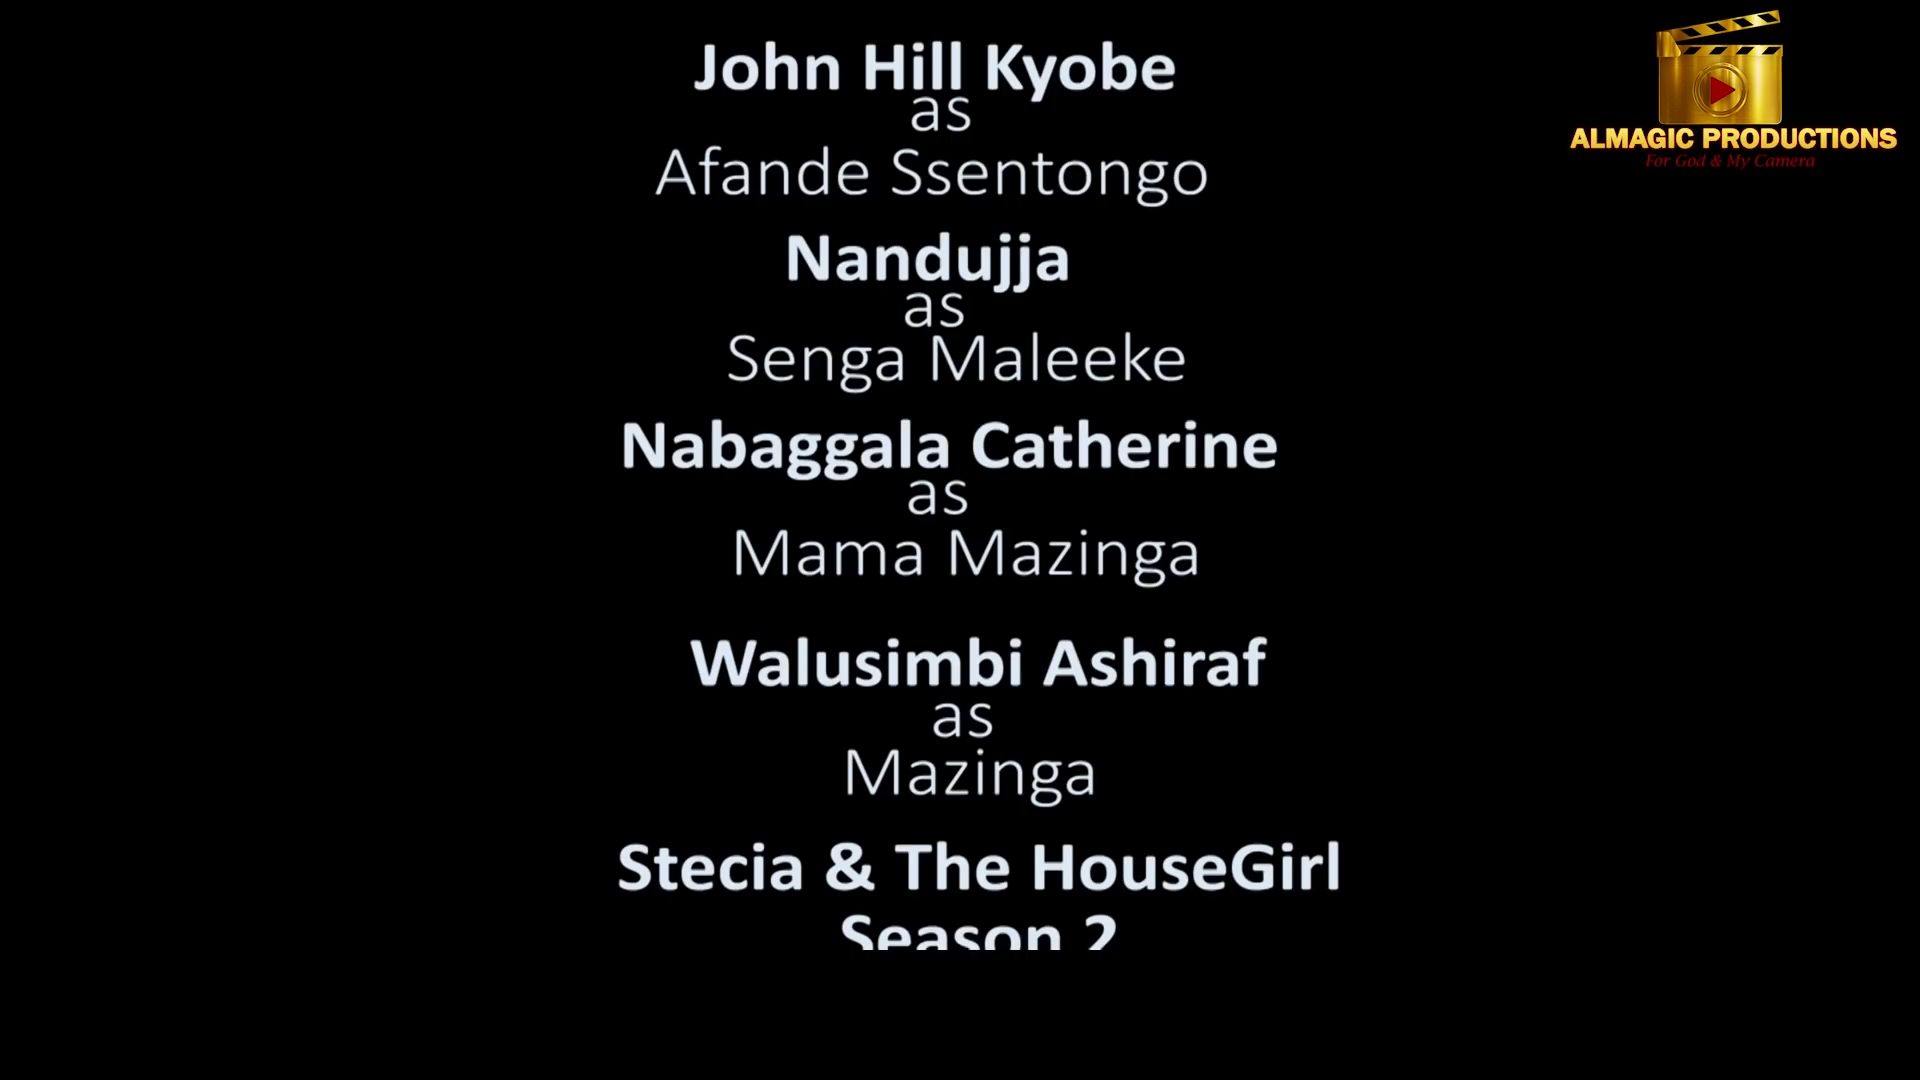 John Hill Kyobe
as
Afande Ssentongo
Nandujja
as
Senga Maleeke
Nabaggala Catherine
as
Mama Mazinga
Walusimbi Ashiraf
as
Mazinga
Stecia & The HouseGirl
Season 2
ALMAGIC PRODUCTIONS
For God & My Camera